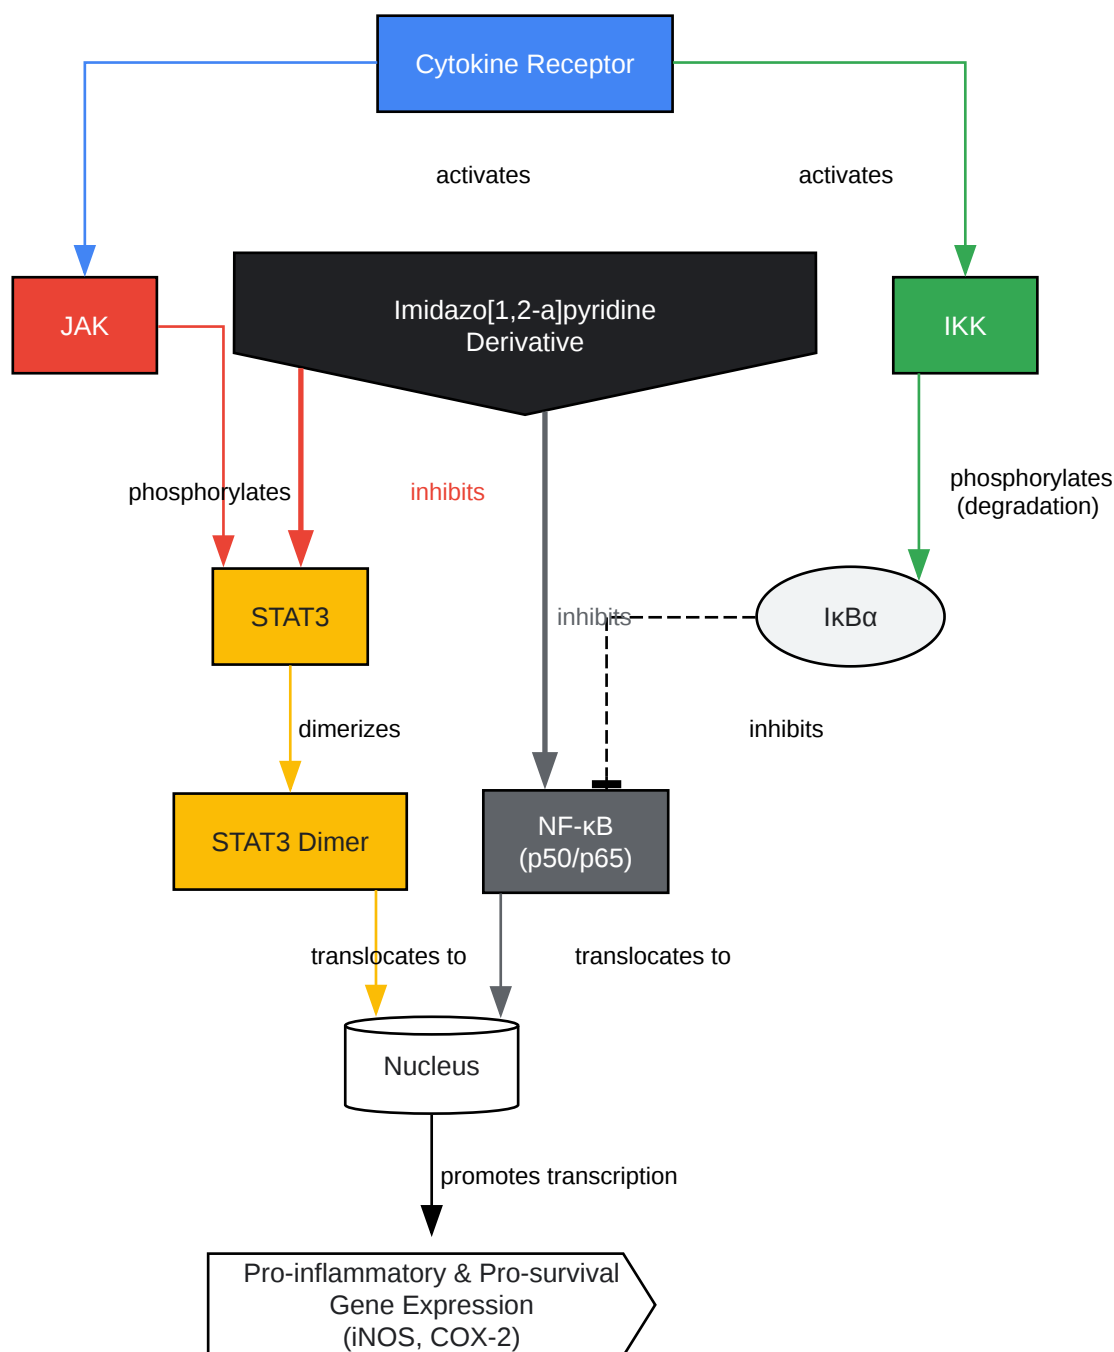 Cytokine Receptor
activates
activates
Imidazo[1,2-a]pyridine
Derivative
JAK
IKK
phosphorylates
inhibits
phosphorylates
(degradation)
STAT3
inhibits
IκBα
dimerizes
inhibits
STAT3 Dimer
NF-κB
(p50/p65)
translocates to
translocates to
Nucleus
promotes transcription
Pro-inflammatory & Pro-survival
Gene Expression
(iNOS, COX-2)